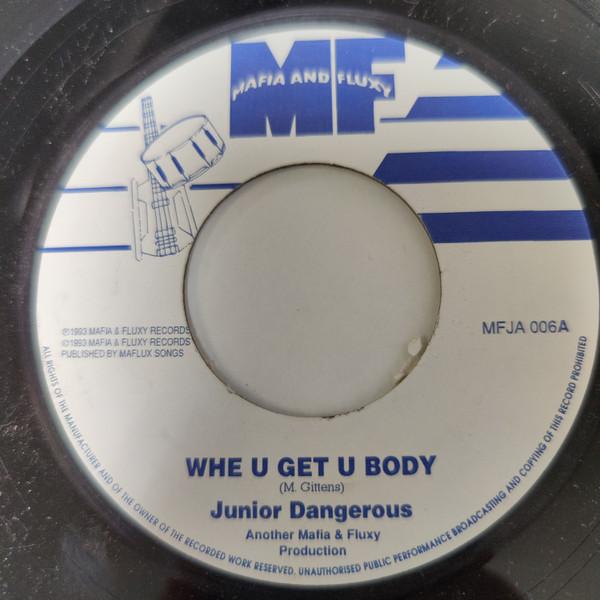 MF
MAFIA AND FLUXY
℗1993 MAFIA & FLUXY RECORDS
©1993 MAFIA & FLUXY RECORDS
PUBLISHED BY MAFLUX SONGS
MFJA 006A
WHE U GET U BODY
(M. Gittens)
Junior Dangerous
Another Mafia & Fluxy
Production
ALL RIGHTS OF THE MANUFACTURER AND OF THE OWNER OF THE RECORDED WORK RESERVED. UNAUTHORISED PUBLIC PERFORMANCE BROADCASTING AND COPYING OF THIS RECORD PROHIBITED